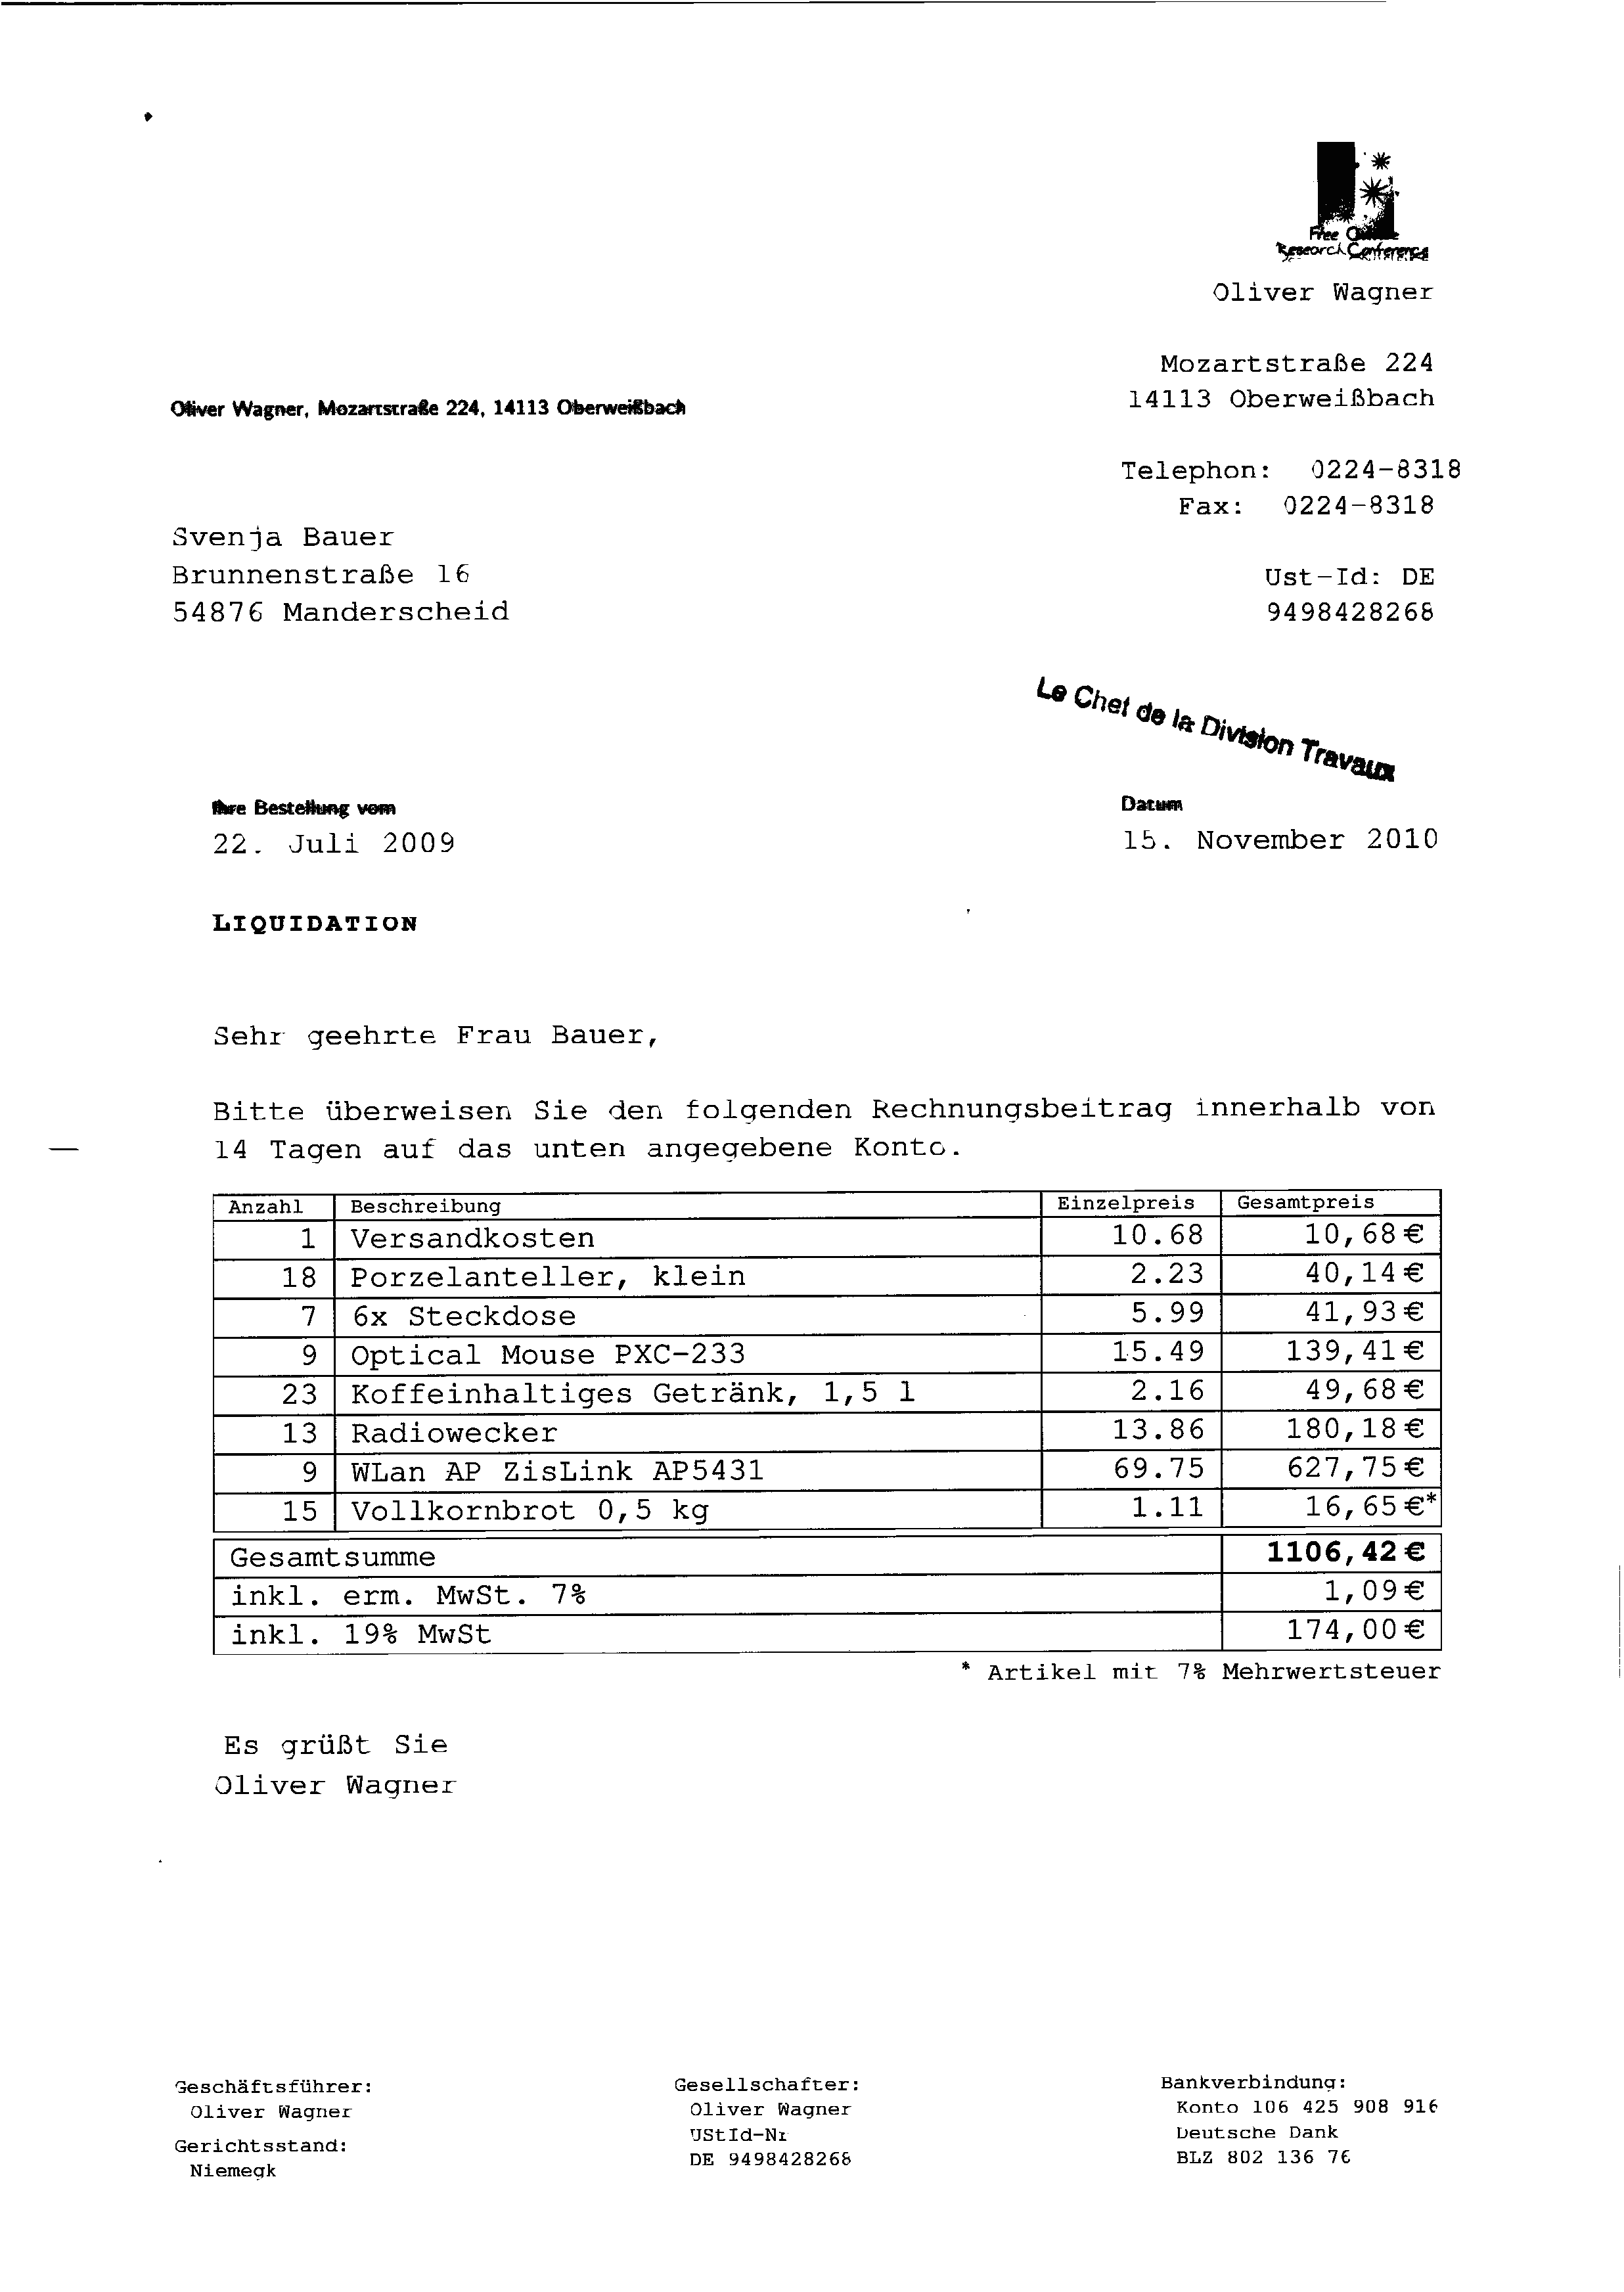 Free
Research Conference
Oliver Wagner
Mozartstraße 224
14113 Oberweißbach
Oliver Wagner, Mozartstraße 224, 14113 Oberweißbach
Telephon: 0224-8318
Fax: 0224-8318
Svenja Bauer
Brunnenstraße 16
54876 Manderscheid
Ust-Id: DE
9498428268
Le Chef de la Division Travaux
Ihre Bestellung vom
22. Juli 2009
Datum
15. November 2010
LIQUIDATION
Sehr geehrte Frau Bauer,
Bitte überweisen Sie den folgenden Rechnungsbeitrag innerhalb von
14 Tagen auf das unten angegebene Konto.
Anzahl Beschreibung Einzelpreis Gesamtpreis
1 Versandkosten 10.68 10,68€
18 Porzelanteller, klein 2.23 40,14€
7 6x Steckdose 5.99 41,93€
9 Optical Mouse PXC-233 15.49 139,41€
23 Koffeinhaltiges Getränk, 1,5 l 2.16 49,68€
13 Radiowecker 13.86 180,18€
9 WLan AP ZisLink AP5431 69.75 627,75€
15 Vollkornbrot 0,5 kg 1.11 16,65€*
Gesamtsumme 1106,42€
inkl. erm. MwSt. 7% 1,09€
inkl. 19% MwSt 174,00€
* Artikel mit 7% Mehrwertsteuer
Es grüßt Sie
Oliver Wagner
Geschäftsführer:
Oliver Wagner
Gerichtsstand:
Niemegk
Gesellschafter:
Oliver Wagner
UStId-Nr
DE 9498428268
Bankverbindung:
Konto 106 425 908 916
Deutsche Dank
BLZ 802 136 76